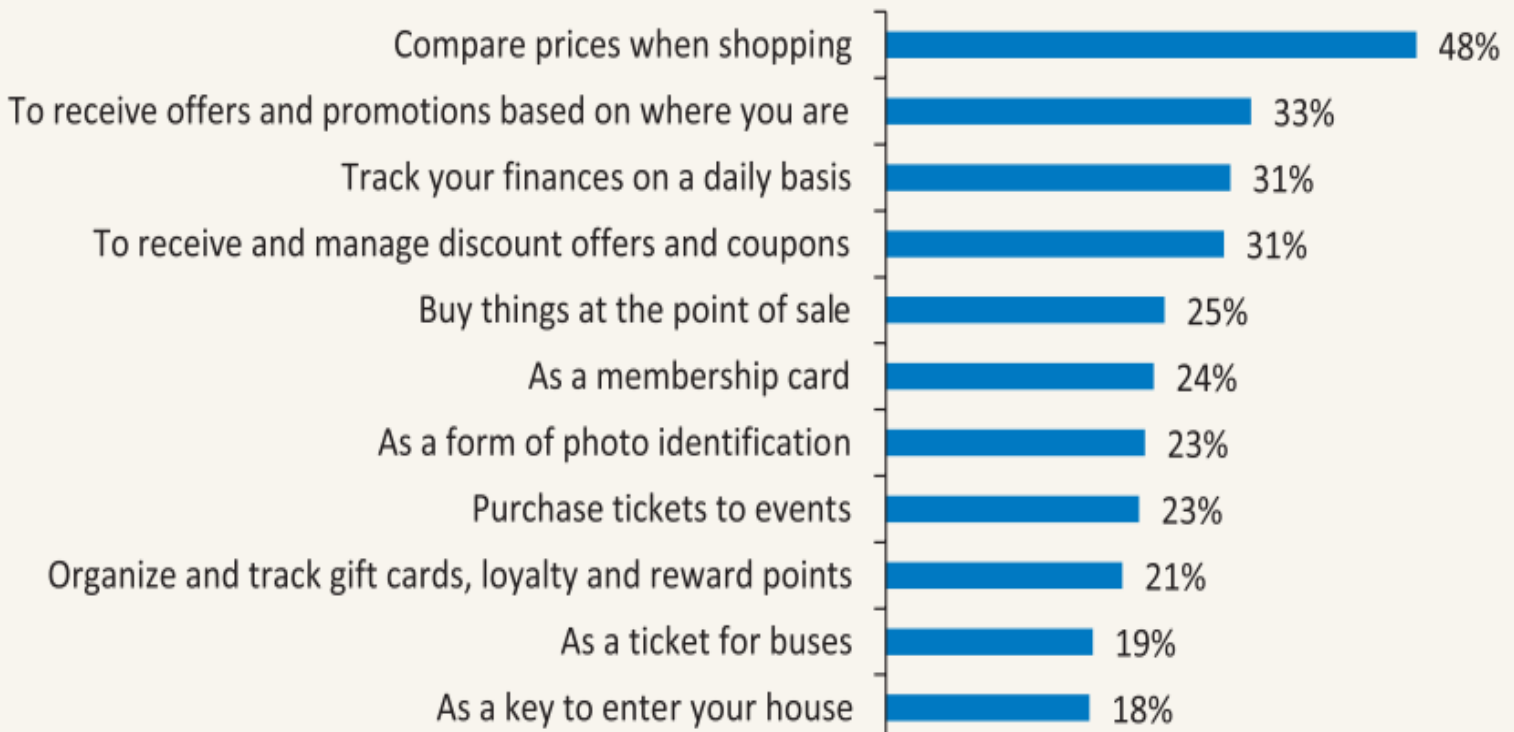 Compare prices when shopping 48%
To receive offers and promotions based on where you are 33%
Track your finances on a daily basis 31%
To receive and manage discount offers and coupons 31%
Buy things at the point of sale 25%
As a membership card 24%
As a form of photo identification 23%
Purchase tickets to events 23%
Organize and track gift cards, loyalty and reward points 21%
As a ticket for buses 19%
As a key to enter your house 18%